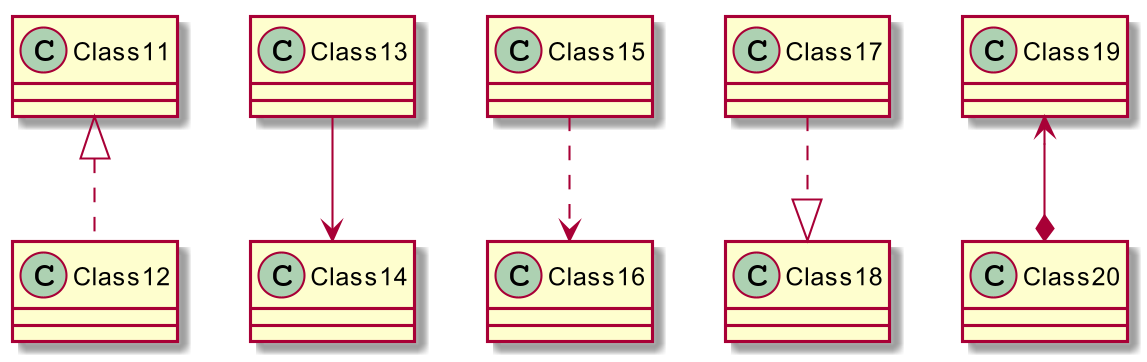 C Class11
C Class13
C Class15
C Class17
C Class19
C Class12
C Class14
C Class16
C Class18
C Class20